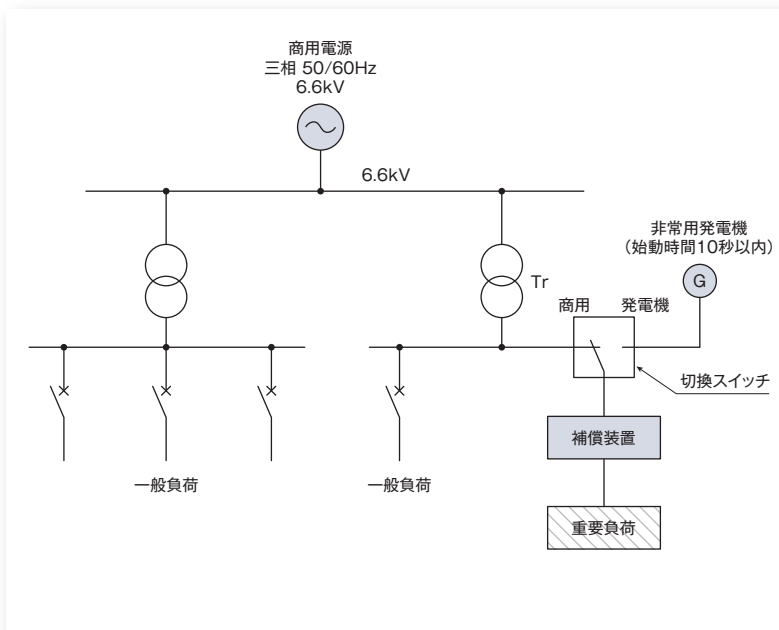 商用電源
三相 50/60Hz
6.6kV
6.6kV
非常用発電機
（始動時間10秒以内）
G
Tr
商用
発電機
切換スイッチ
補償装置
一般負荷
一般負荷
重要負荷